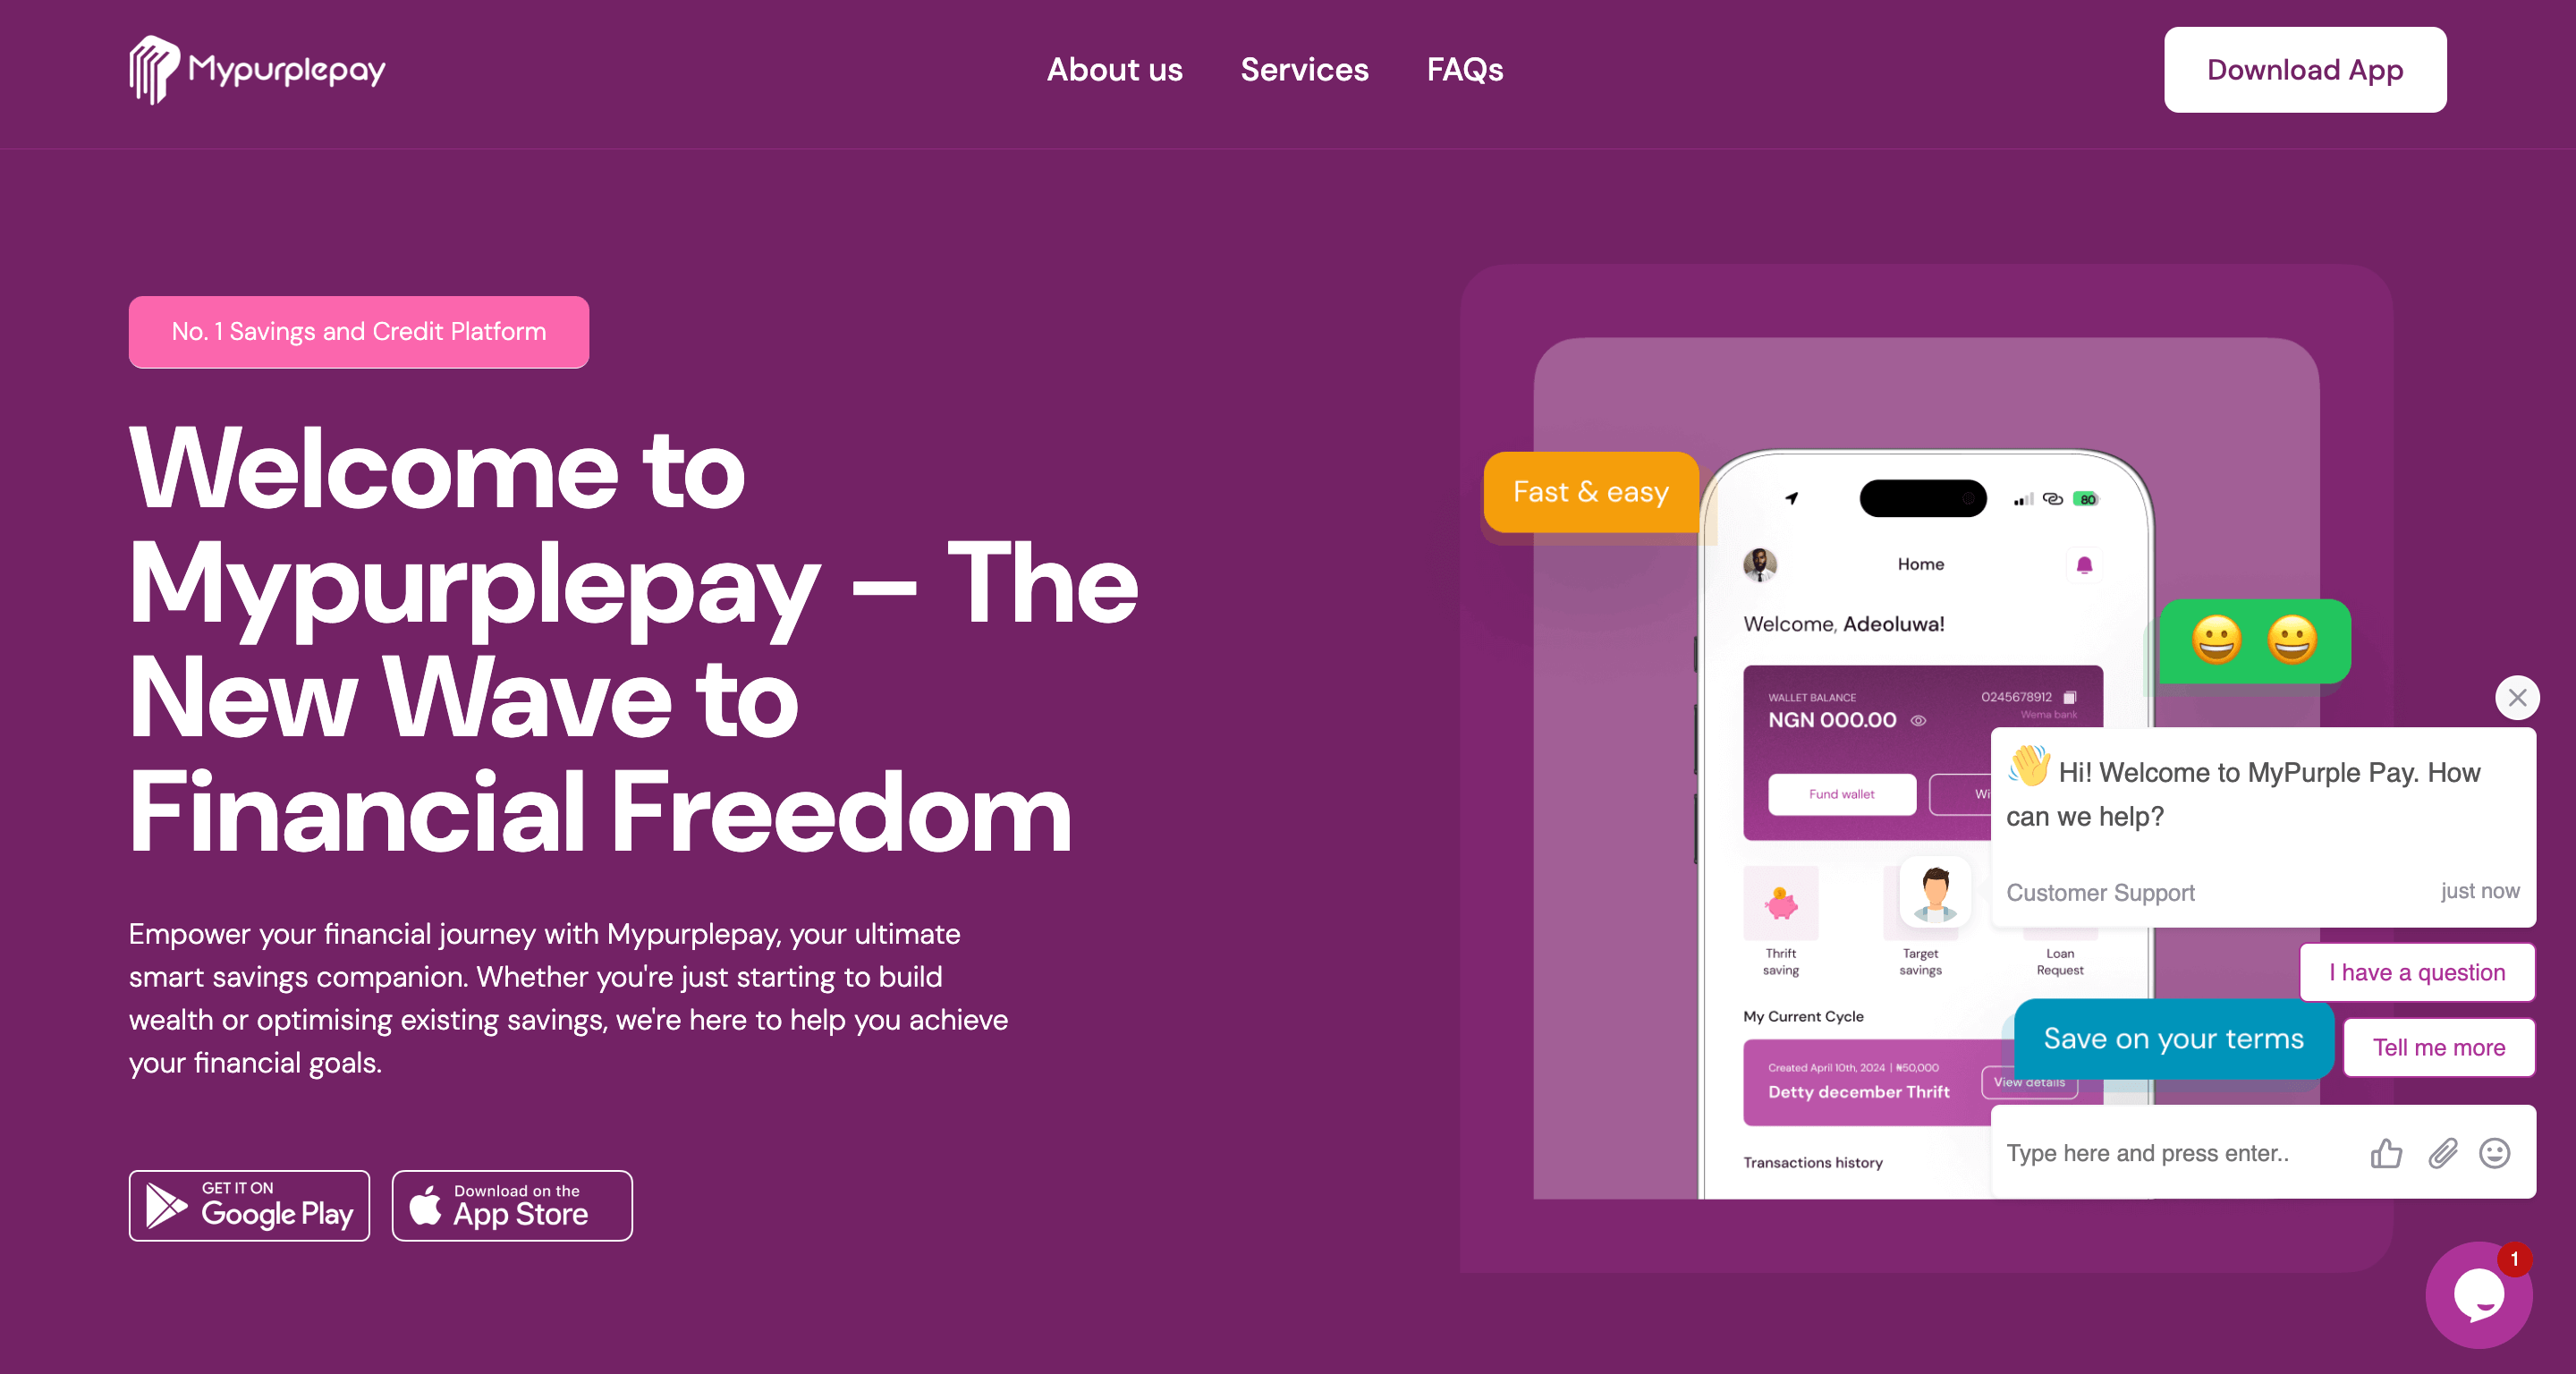 Mypurplepay
About us
Services
FAQs
Download App
No. 1 Savings and Credit Platform
Welcome to
Mypurplepay – The
New Wave to
Financial Freedom
Empower your financial journey with Mypurplepay, your ultimate
smart savings companion. Whether you're just starting to build
wealth or optimising existing savings, we're here to help you achieve
your financial goals.
GET IT ON
Google Play
Download on the
App Store
Fast & easy
80
Home
Welcome, Adeoluwa!
WALLET BALANCE
0245678912
NGN 000.00
Wema bank
Fund wallet
Wi
Thrift
saving
Target
savings
Loan
Request
My Current Cycle
Created April 10th, 2024 | ₦50,000
Detty december Thrift
View details
Transactions history
Save on your terms
👋 Hi! Welcome to MyPurple Pay. How
can we help?
Customer Support
just now
I have a question
Tell me more
Type here and press enter..
1